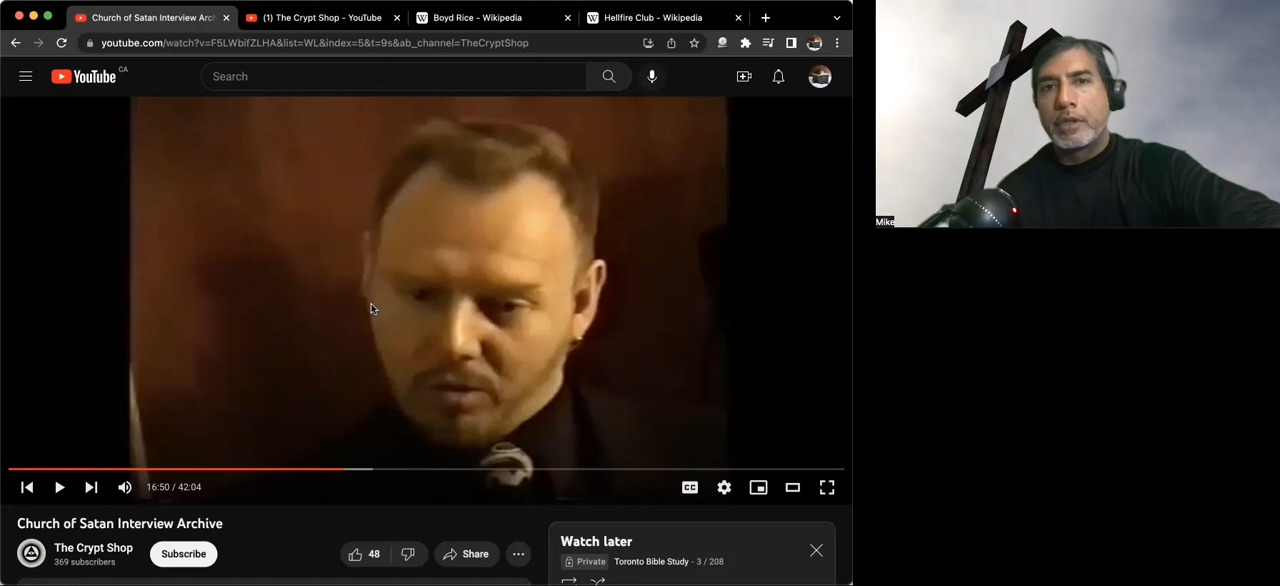 Church of Satan Interview Arch
(1) The Crypt Shop - YouTube
Boyd Rice - Wikipedia
Hellfire Club - Wikipedia
youtube.com/watch?v=F5LWbifZLHA&list=WL&index=5&t=9s&ab_channel=TheCryptShop
YouTube CA
Search
Mike
16:50 / 42:04
CC
Church of Satan Interview Archive
The Crypt Shop
369 subscribers
Subscribe
48
Share
Watch later
Private
Toronto Bible Study - 3 / 208